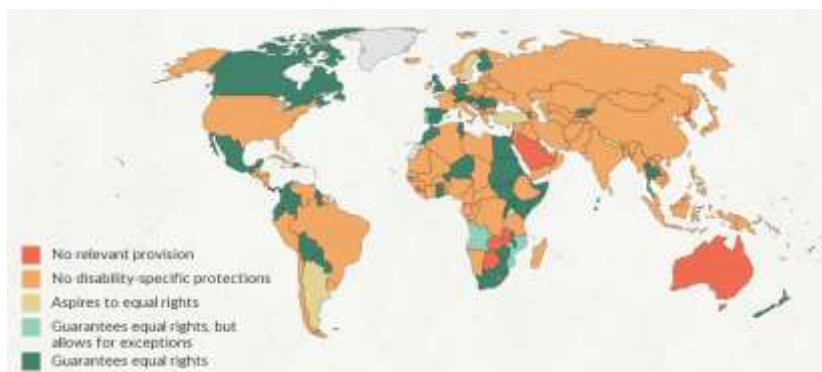 No relevant provision
No disability-specific protections
Aspires to equal rights
Guarantees equal rights, but
allows for exceptions
Guarantees equal rights